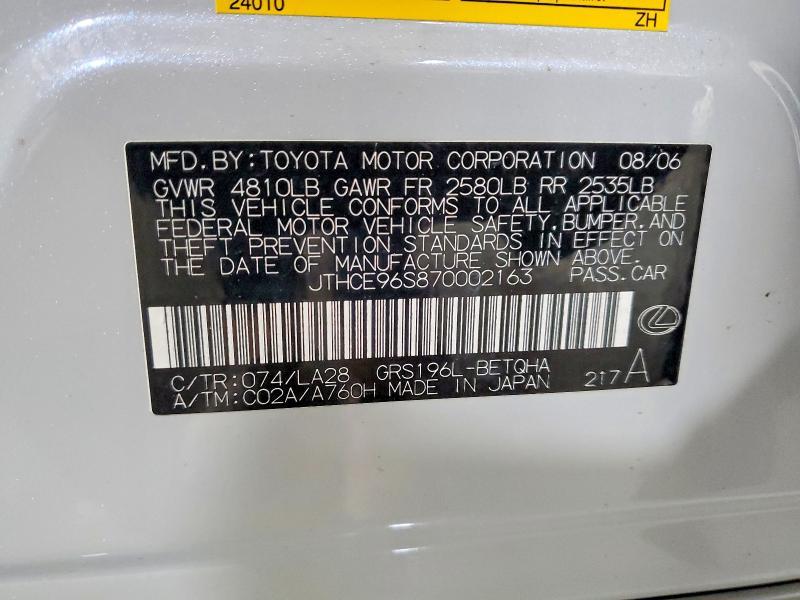 24010
ZH
MFD. BY: TOYOTA MOTOR CORPORATION 08/06
GVWR 4810LB GAWR FR 2580LB RR 2535LB
THIS VEHICLE CONFORMS TO ALL APPLICABLE
FEDERAL MOTOR VEHICLE SAFETY, BUMPER, AND
THEFT PREVENTION STANDARDS IN EFFECT ON
THE DATE OF MANUFACTURE SHOWN ABOVE.
JTHCE96S870002163 PASS. CAR
C/TR: 074/LA28 GRS196L-BETQHA
A/TM: C02A/A760H MADE IN JAPAN 217 A